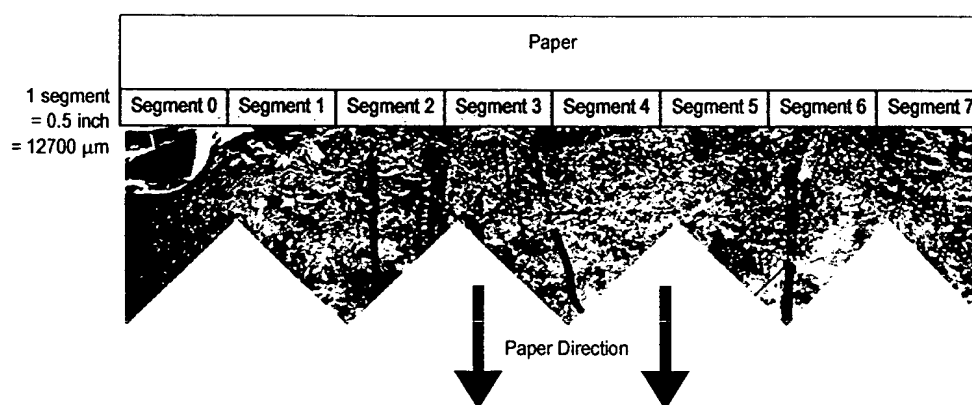 Paper
1 segment
= 0.5 inch
= 12700 µm
Segment 0 Segment 1 Segment 2 Segment 3 Segment 4 Segment 5 Segment 6 Segment 7
Paper Direction